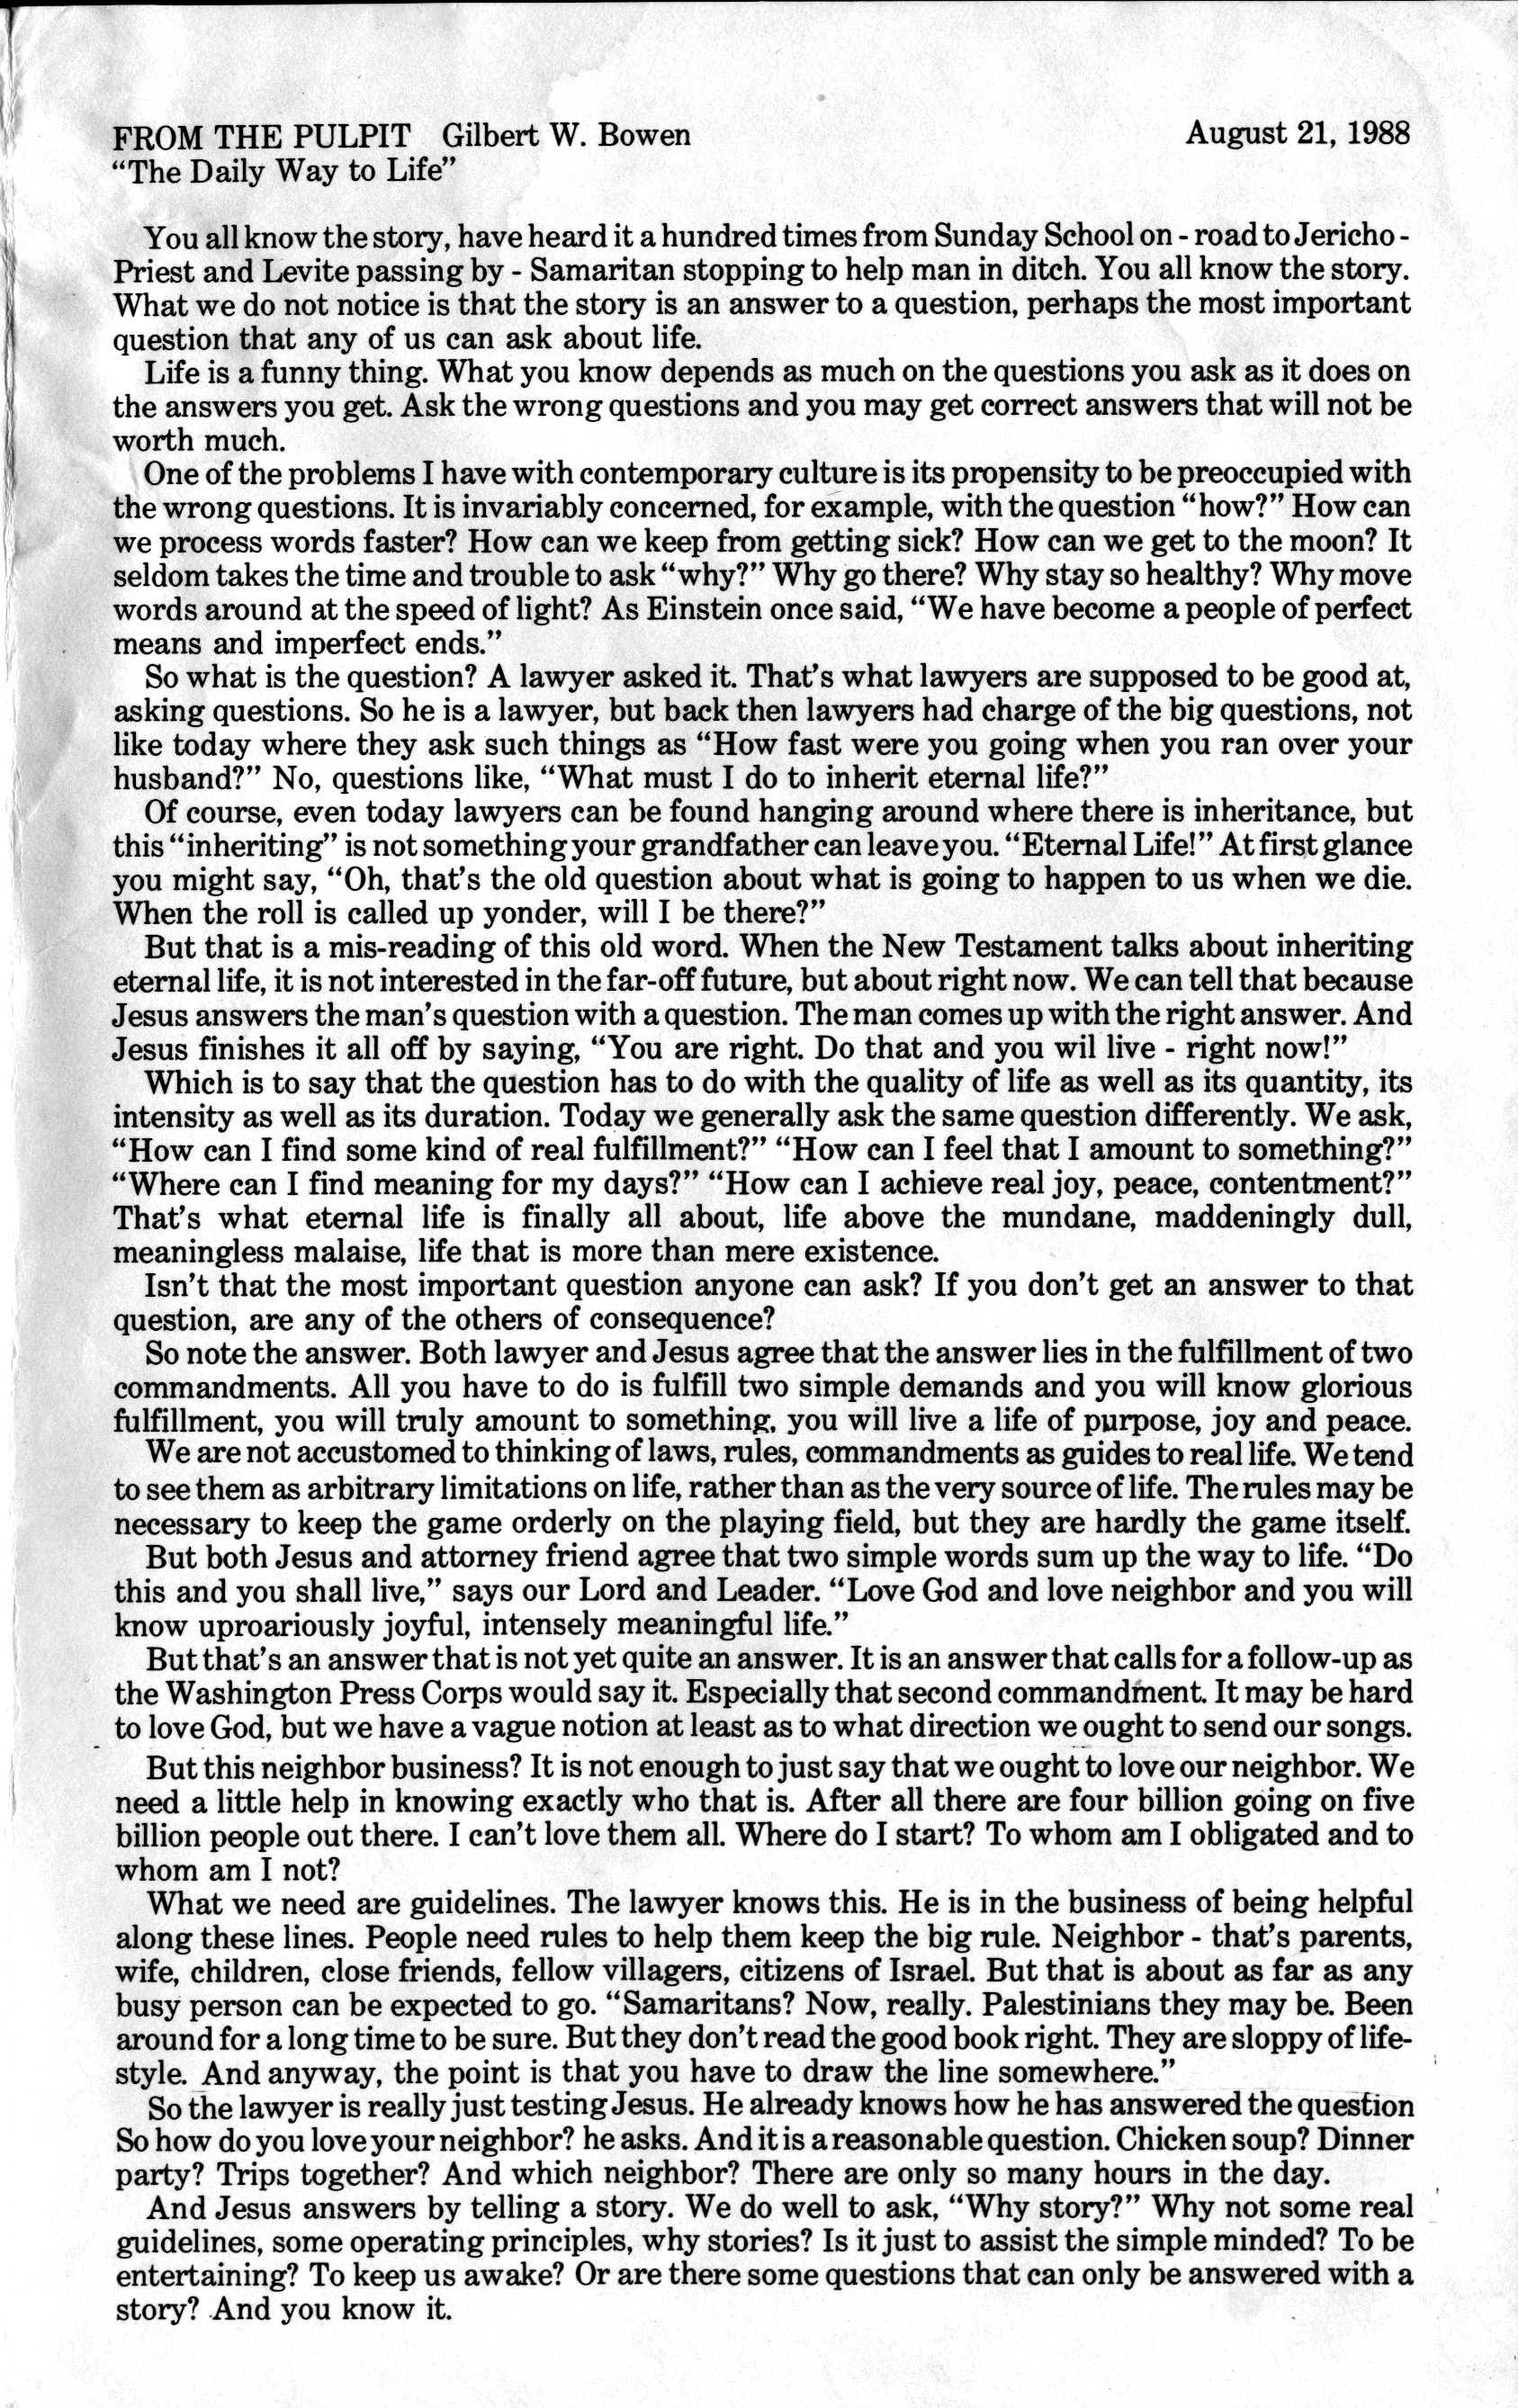 FROM THE PULPIT Gilbert W. Bowen August 21, 1988
“The Daily Way to Life”
You all know the story, have heard it a hundred times from Sunday School on - road to Jericho -
Priest and Levite passing by - Samaritan stopping to help man in ditch. You all know the story.
What we do not notice is that the story is an answer to a question, perhaps the most important
question that any of us can ask about life.
Life is a funny thing. What you know depends as much on the questions you ask as it does on
the answers you get. Ask the wrong questions and you may get correct answers that will not be
worth much.
One of the problems I have with contemporary culture is its propensity to be preoccupied with
the wrong questions. It is invariably concerned, for example, with the question “how?” How can
we process words faster? How can we keep from getting sick? How can we get to the moon? It
seldom takes the time and trouble to ask “why?” Why go there? Why stay so healthy? Why move
words around at the speed of light? As Einstein once said, “We have become a people of perfect
means and imperfect ends.”
So what is the question? A lawyer asked it. That’s what lawyers are supposed to be good at,
asking questions. So he is a lawyer, but back then lawyers had charge of the big questions, not
like today where they ask such things as “How fast were you going when you ran over your
husband?” No, questions like, “What must I do to inherit eternal life?”
Of course, even today lawyers can be found hanging around where there is inheritance, but
this “inheriting” is not something your grandfather can leave you. “Eternal Life!” At first glance
you might say, “Oh, that’s the old question about what is going to happen to us when we die.
When the roll is called up yonder, will I be there?”
But that is a mis-reading of this old word. When the New Testament talks about inheriting
eternal life, it is not interested in the far-off future, but about right now. We can tell that because
Jesus answers the man’s question with a question. The man comes up with the right answer. And
Jesus finishes it all off by saying, “You are right. Do that and you wil live - right now!”
Which is to say that the question has to do with the quality of life as well as its quantity, its
intensity as well as its duration. Today we generally ask the same question differently. We ask,
“How can I find some kind of real fulfillment?” “How can I feel that I amount to something?”
“Where can I find meaning for my days?” “How can I achieve real joy, peace, contentment?”
That’s what eternal life is finally all about, life above the mundane, maddeningly dull,
meaningless malaise, life that is more than mere existence.
Isn’t that the most important question anyone can ask? If you don’t get an answer to that
question, are any of the others of consequence?
So note the answer. Both lawyer and Jesus agree that the answer lies in the fulfillment of two
commandments. All you have to do is fulfill two simple demands and you will know glorious
fulfillment, you will truly amount to something, you will live a life of purpose, joy and peace.
We are not accustomed to thinking of laws, rules, commandments as guides to real life. We tend
to see them as arbitrary limitations on life, rather than as the very source of life. The rules may be
necessary to keep the game orderly on the playing field, but they are hardly the game itself.
But both Jesus and attorney friend agree that two simple words sum up the way to life. “Do
this and you shall live,” says our Lord and Leader. “Love God and love neighbor and you will
know uproariously joyful, intensely meaningful life.”
But that’s an answer that is not yet quite an answer. It is an answer that calls for a follow-up as
the Washington Press Corps would say it. Especially that second commandment. It may be hard
to love God, but we have a vague notion at least as to what direction we ought to send our songs.
But this neighbor business? It is not enough to just say that we ought to love our neighbor. We
need a little help in knowing exactly who that is. After all there are four billion going on five
billion people out there. I can’t love them all. Where do I start? To whom am I obligated and to
whom am I not?
What we need are guidelines. The lawyer knows this. He is in the business of being helpful
along these lines. People need rules to help them keep the big rule. Neighbor - that’s parents,
wife, children, close friends, fellow villagers, citizens of Israel. But that is about as far as any
busy person can be expected to go. “Samaritans? Now, really. Palestinians they may be. Been
around for a long time to be sure. But they don’t read the good book right. They are sloppy of life-
style. And anyway, the point is that you have to draw the line somewhere.”
So the lawyer is really just testing Jesus. He already knows how he has answered the question
So how do you love your neighbor? he asks. And it is a reasonable question. Chicken soup? Dinner
party? Trips together? And which neighbor? There are only so many hours in the day.
And Jesus answers by telling a story. We do well to ask, “Why story?” Why not some real
guidelines, some operating principles, why stories? Is it just to assist the simple minded? To be
entertaining? To keep us awake? Or are there some questions that can only be answered with a
story? And you know it.